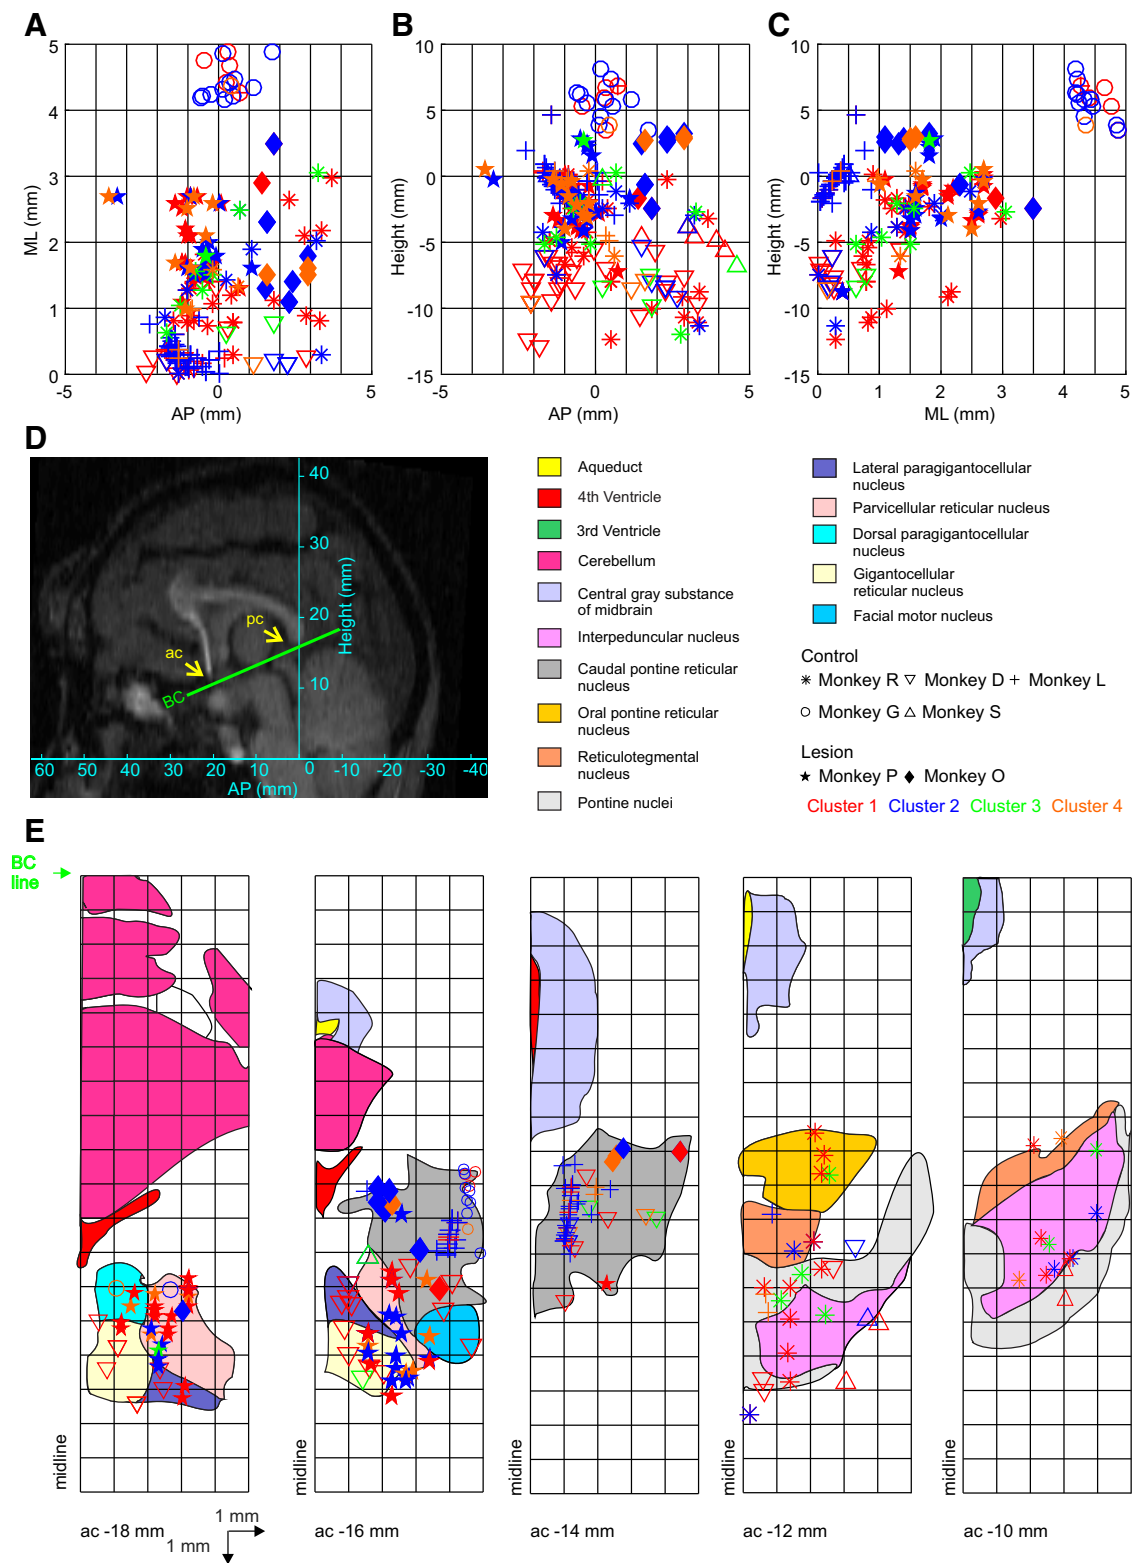 A
B
C
5
4
3
2
1
0
ML (mm)
-5
0
5
AP (mm)
10
5
0
-5
-10
-15
Height (mm)
-5
0
5
AP (mm)
10
5
0
-5
-10
-15
Height (mm)
0
1
2
3
4
5
ML (mm)
D
40
30
20
10
Height (mm)
pc
ac
BC
60 50 40 30 20 10 0 -10 -20 -30 -40
AP (mm)
Aqueduct
4th Ventricle
3rd Ventricle
Cerebellum
Central gray substance
of midbrain
Interpeduncular nucleus
Caudal pontine reticular
nucleus
Oral pontine reticular
nucleus
Reticulotegmental
nucleus
Pontine nuclei
Lateral paragigantocellular
nucleus
Parvicellular reticular nucleus
Dorsal paragigantocellular
nucleus
Gigantocellular
reticular nucleus
Facial motor nucleus
Control
Monkey R Monkey D Monkey L
Monkey G Monkey S
Lesion
Monkey P Monkey O
Cluster 1 Cluster 2 Cluster 3 Cluster 4
E
BC
line
midline
midline
midline
midline
midline
ac -18 mm
1 mm
1 mm
ac -16 mm
ac -14 mm
ac -12 mm
ac -10 mm